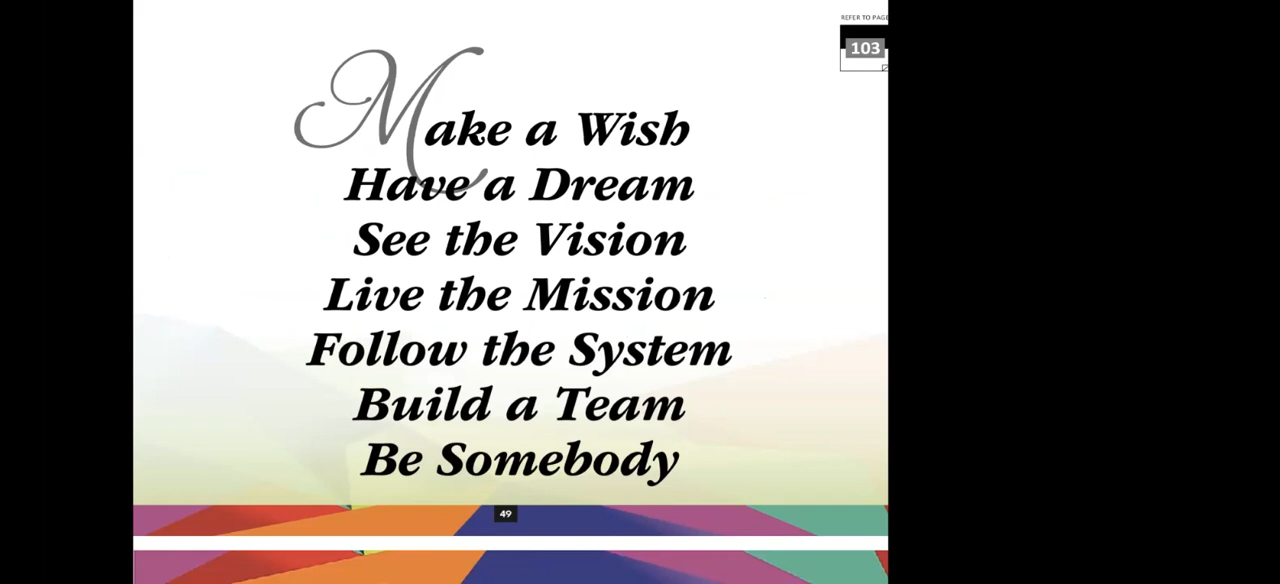 REFER TO PAGE
103
Make a Wish
Have a Dream
See the Vision
Live the Mission
Follow the System
Build a Team
Be Somebody
49